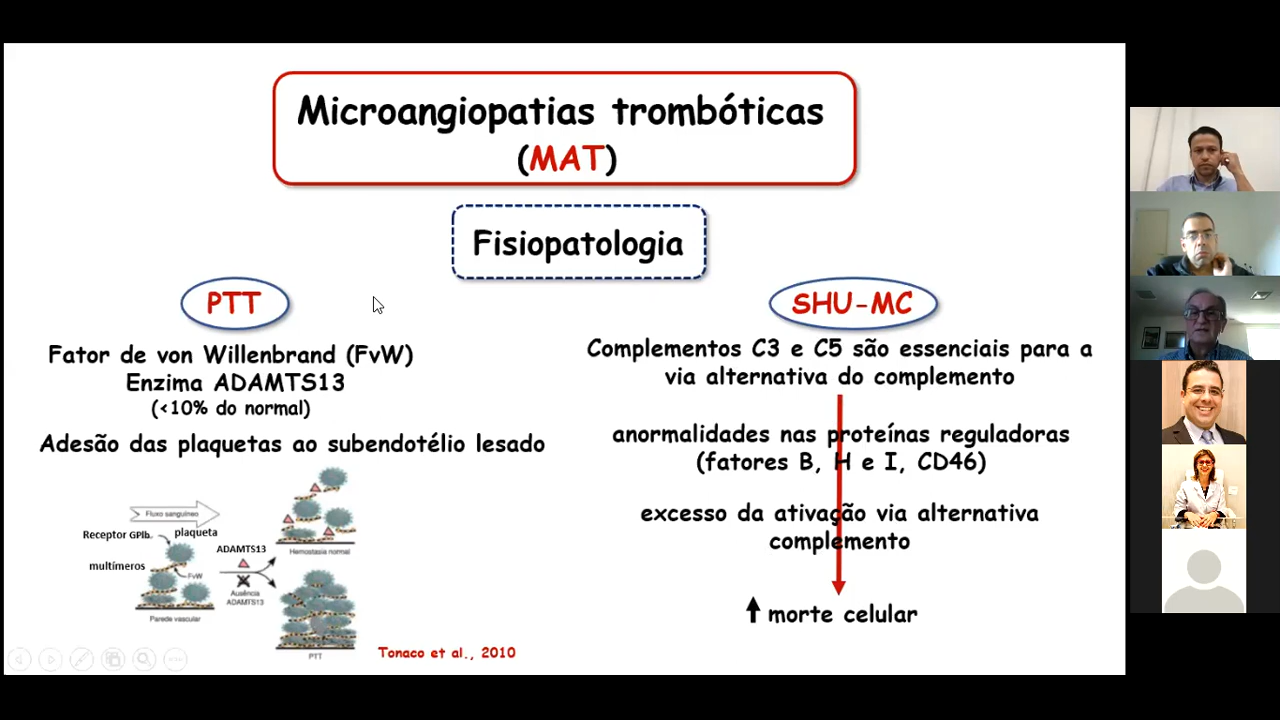 Microangiopatias trombóticas
(MAT)
Fisiopatologia
PTT
Fator de von Willenbrand (FvW)
Enzima ADAMTS13
(<10% do normal)
Adesão das plaquetas ao subendotélio lesado
Fluxo sanguíneo
Receptor GPIb.
plaqueta
multímeros
FvW
Parede vascular
ADAMTS13
Ausência
ADAMTS13
Hemostasia normal
PTT
Tonaco et al., 2010
SHU-MC
Complementos C3 e C5 são essenciais para a
via alternativa do complemento
anormalidades nas proteínas reguladoras
(fatores B, H e I, CD46)
excesso da ativação via alternativa
complemento
morte celular